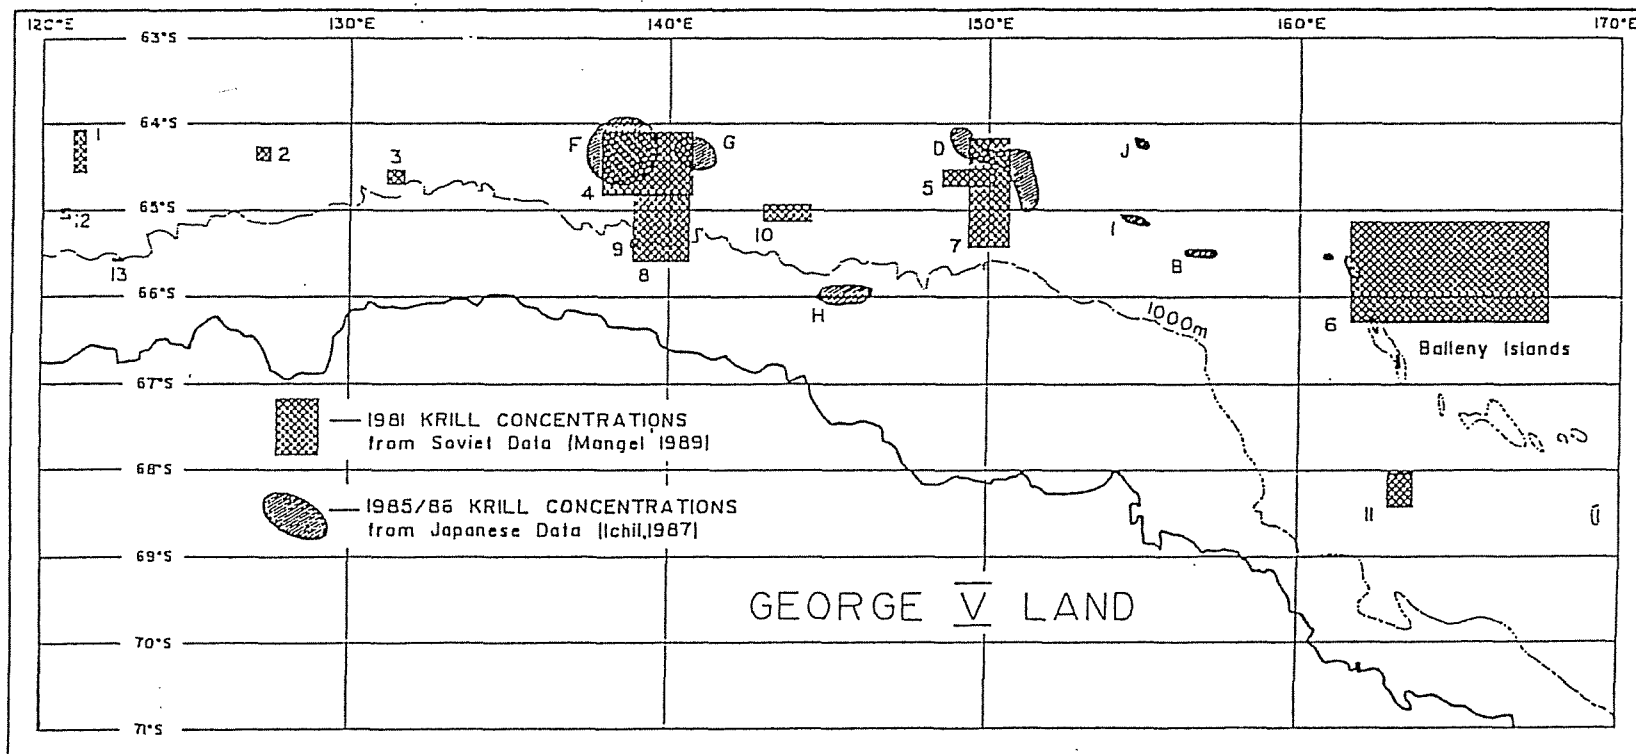 120°E 130°E 140°E 150°E 160°E 170°E
63°S
64°S
1
2
3
F
G
D
J
4
5
65°S
12
10
I
9
7
B
13
8
66°S
H
1000m
6
Balleny Islands
67°S
1981 KRILL CONCENTRATIONS
from Soviet Data (Mangel 1989)
68°S
1985/86 KRILL CONCENTRATIONS
from Japanese Data (Ichii,1987)
11
69°S
GEORGE V LAND
70°S
71°S